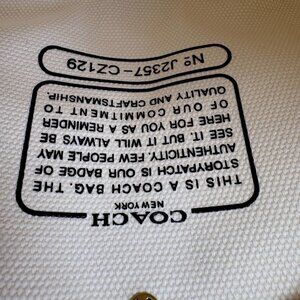 COACH
NEW YORK
THIS IS A COACH BAG. THE
STORYPATCH IS OUR BADGE OF
AUTHENTICITY. FEW PEOPLE MAY
SEE IT. BUT IT WILL ALWAYS BE
HERE FOR YOU AS A REMINDER
OF OUR COMMITMENT TO
QUALITY AND CRAFTSMANSHIP.
Nº J2357-CZ129